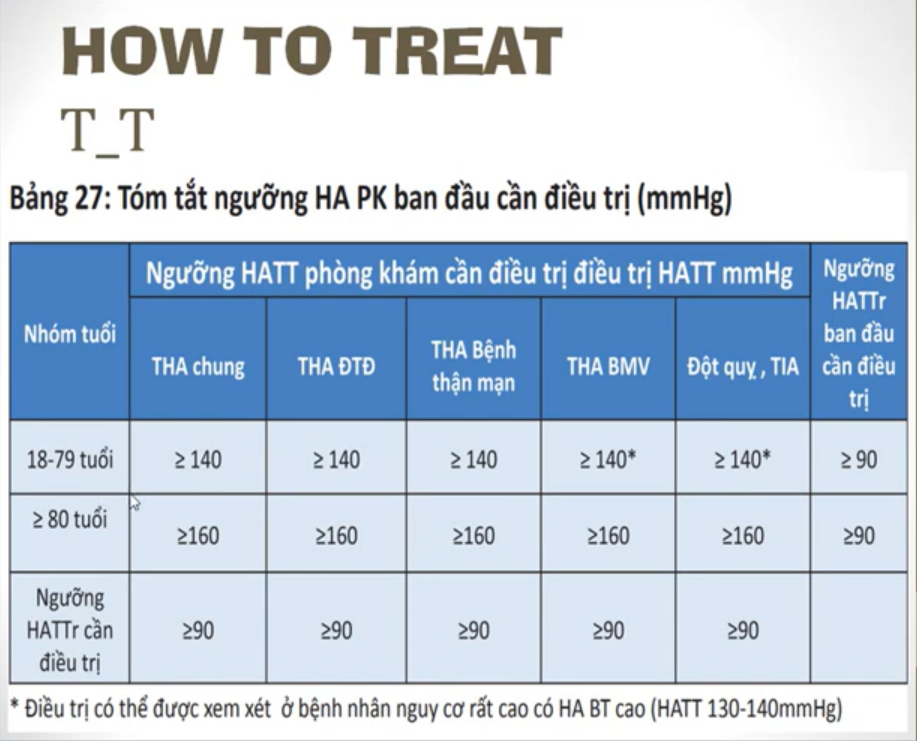 HOW TO TREAT
T_T
Bảng 27: Tóm tắt ngưỡng HA PK ban đầu cần điều trị (mmHg)
Nhóm tuổi
Ngưỡng HATT phòng khám cần điều trị điều trị HATT mmHg
Ngưỡng
HATTr
ban đầu
cần điều
trị
THA chung
THA ĐTĐ
THA Bệnh
thận mạn
THA BMV
Đột quỵ , TIA
18-79 tuổi
≥ 140
≥ 140
≥ 140
≥ 140*
≥ 140*
≥ 90
≥ 80 tuổi
≥160
≥160
≥160
≥160
≥160
≥90
Ngưỡng
HATTr cần
điều trị
≥90
≥90
≥90
≥90
≥90
* Điều trị có thể được xem xét ở bệnh nhân nguy cơ rất cao có HA BT cao (HATT 130-140mmHg)